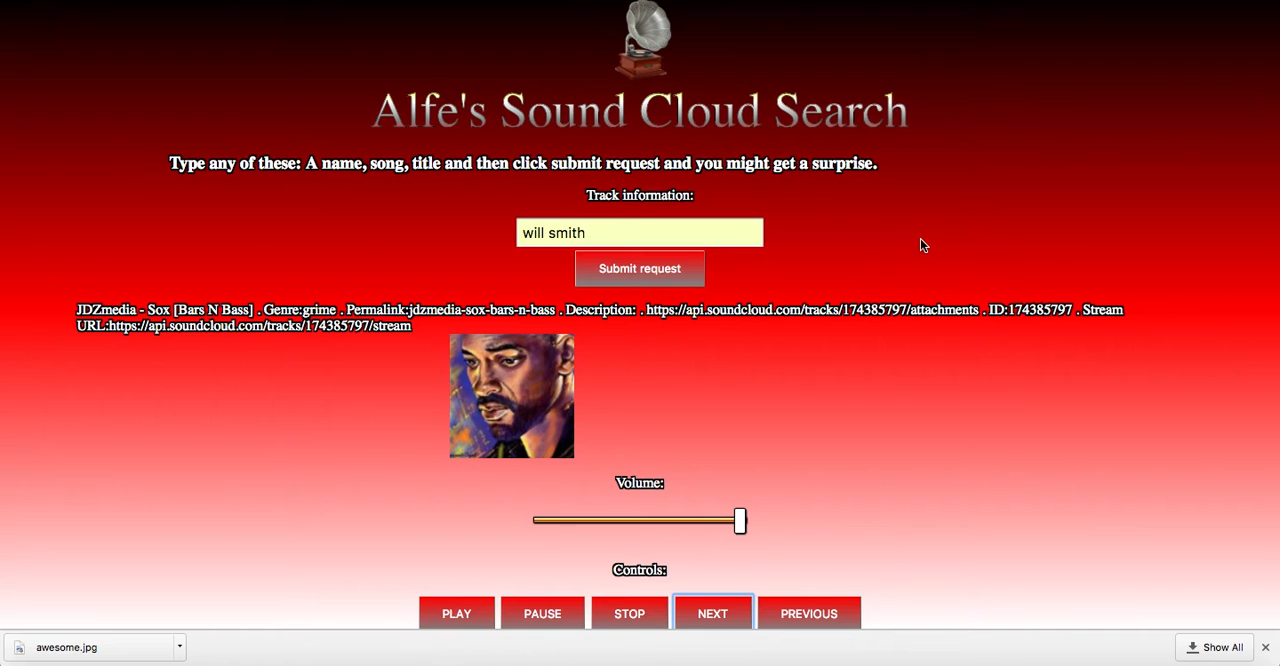 Alfe's Sound Cloud Search
Type any of these: A name, song, title and then click submit request and you might get a surprise.
Track information:
will smith
Submit request
JDZmedia - Sox [Bars N Bass] . Genre:grime . Permalink:jdzmedia-sox-bars-n-bass . Description: . https://api.soundcloud.com/tracks/174385797/attachments . ID:174385797 . Stream
URL:https://api.soundcloud.com/tracks/174385797/stream
Volume:
Controls:
PLAY PAUSE STOP NEXT PREVIOUS
awesome.jpg Show All